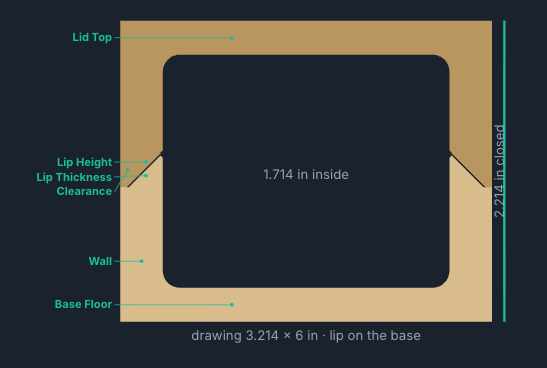 Lid Top
Lip Height
Lip Thickness
Clearance
1.714 in inside
2.214 in closed
Wall
Base Floor
drawing 3.214 × 6 in · lip on the base